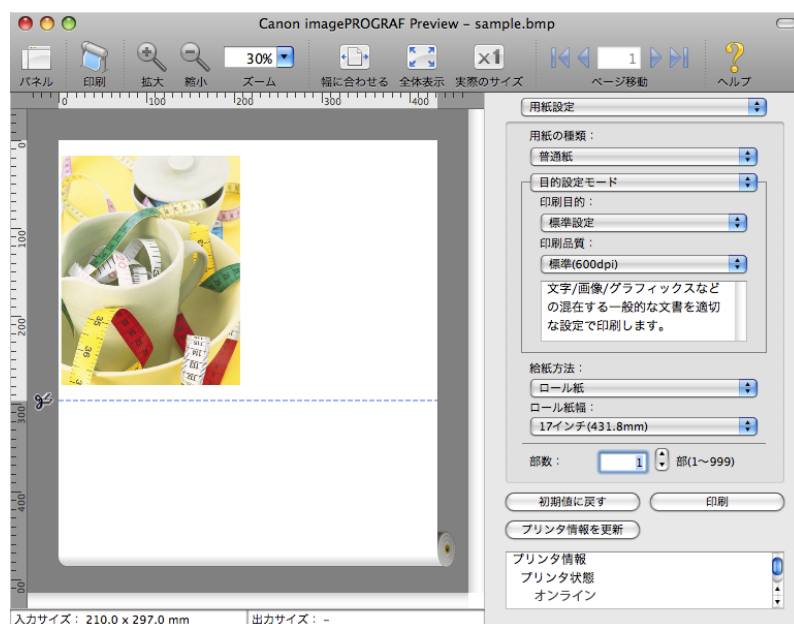 Canon imagePROGRAF Preview – sample.bmp
パネル 印刷 拡大 縮小 30% ズーム 幅に合わせる 全体表示 x1 実際のサイズ 1 ページ移動 ? ヘルプ
0 100 200 300 400
0
100
200
300
400
用紙設定
用紙の種類：
普通紙
目的設定モード
印刷目的：
標準設定
印刷品質：
標準(600dpi)
文字/画像/グラフィックスなど
の混在する一般的な文書を適切
な設定で印刷します。
給紙方法：
ロール紙
ロール紙幅：
17インチ(431.8mm)
部数： 1 部(1〜999)
初期値に戻す 印刷
プリンタ情報を更新
プリンタ情報
プリンタ状態
オンライン
入力サイズ： 210.0 x 297.0 mm 出力サイズ： –